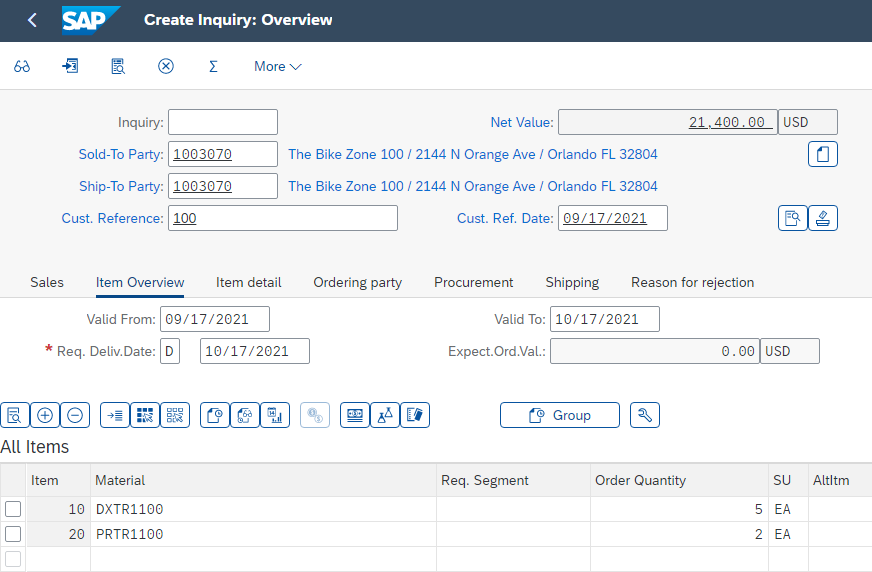 SAP Create Inquiry: Overview
More
Inquiry: Net Value: 21,400.00 USD
Sold-To Party: 1003070 The Bike Zone 100 / 2144 N Orange Ave / Orlando FL 32804
Ship-To Party: 1003070 The Bike Zone 100 / 2144 N Orange Ave / Orlando FL 32804
Cust. Reference: 100 Cust. Ref. Date: 09/17/2021
Sales Item Overview Item detail Ordering party Procurement Shipping Reason for rejection
Valid From: 09/17/2021 Valid To: 10/17/2021
* Req. Deliv.Date: D 10/17/2021 Expect.Ord.Val.: 0.00 USD
Group
All Items
Item Material Req. Segment Order Quantity SU AltItm
10 DXTR1100 5 EA
20 PRTR1100 2 EA